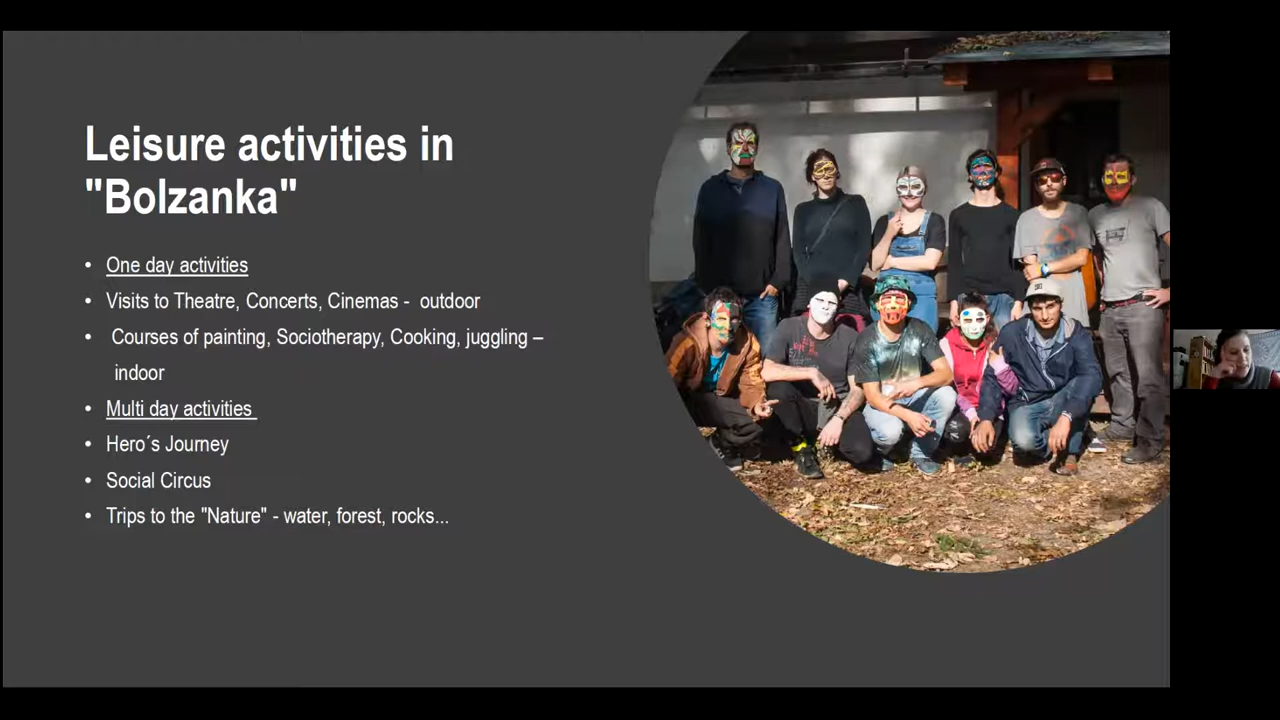 Leisure activities in
"Bolzanka"
• One day activities
• Visits to Theatre, Concerts, Cinemas - outdoor
• Courses of painting, Sociotherapy, Cooking, juggling –
indoor
• Multi day activities
• Hero´s Journey
• Social Circus
• Trips to the "Nature" - water, forest, rocks...